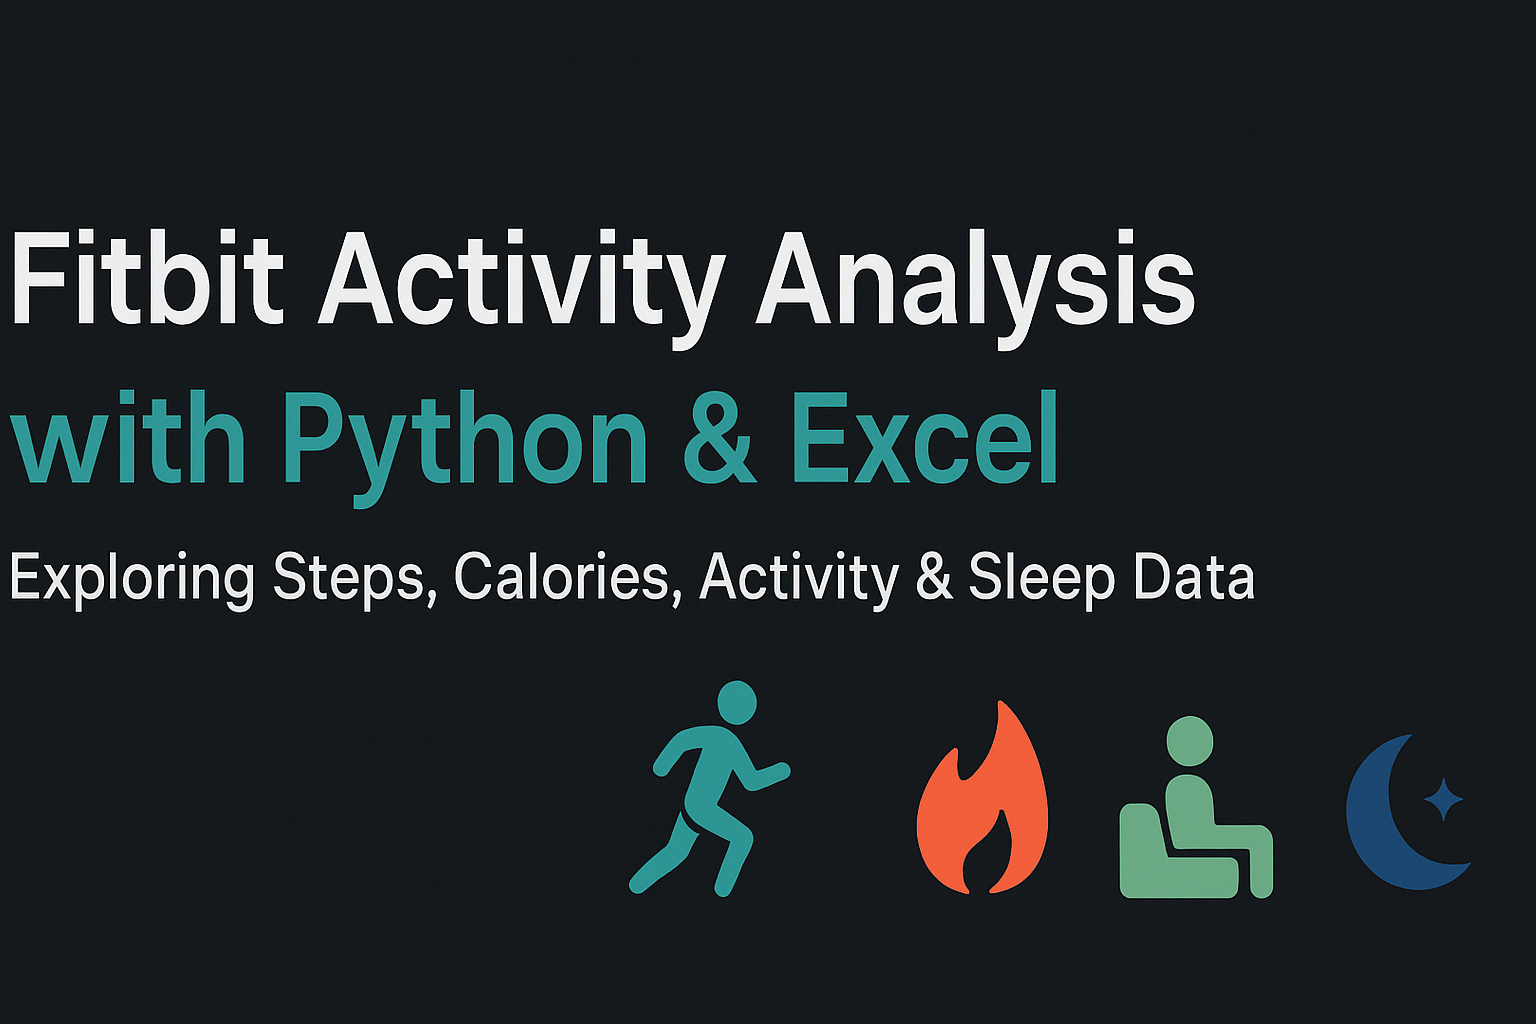 Fitbit Activity Analysis
with Python & Excel
Exploring Steps, Calories, Activity & Sleep Data